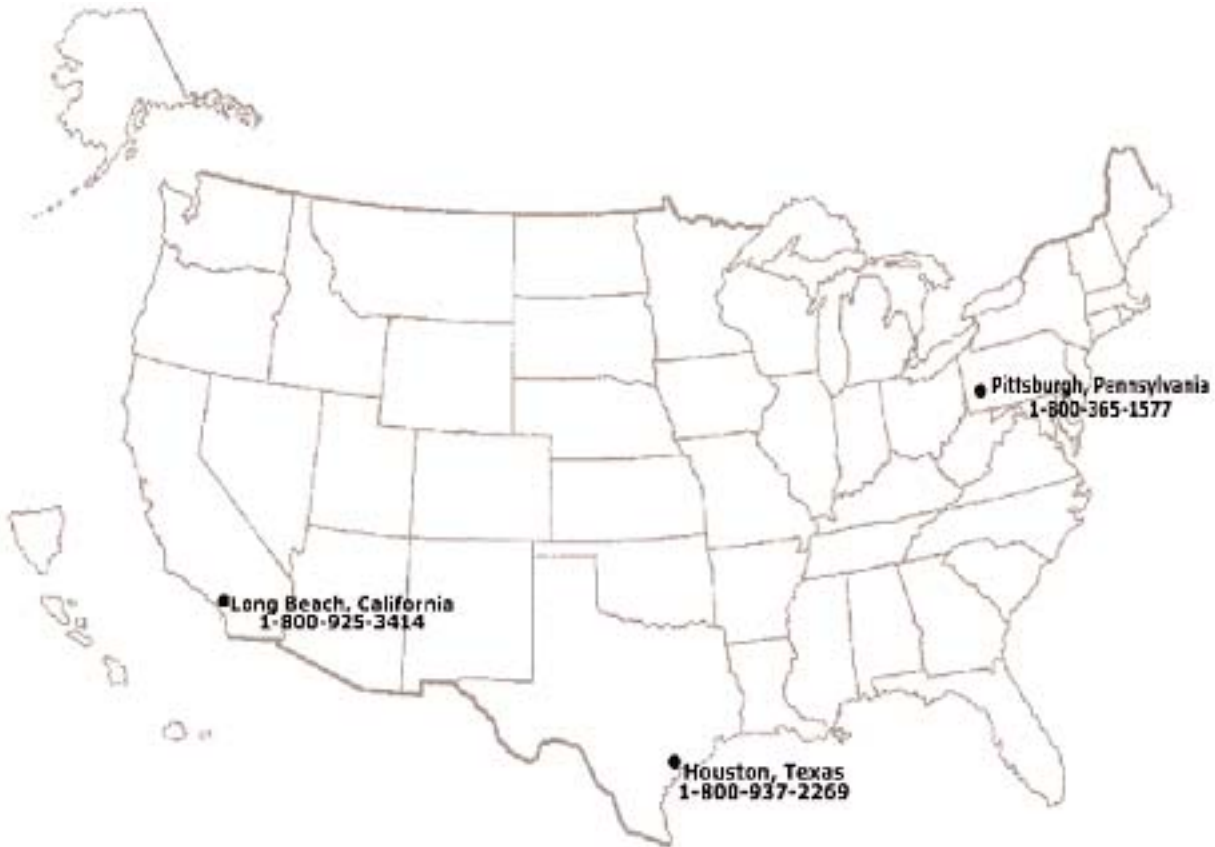 Pittsburgh, Pennsylvania
1-800-365-1577
Long Beach, California
1-800-925-3414
Houston, Texas
1-800-937-2269